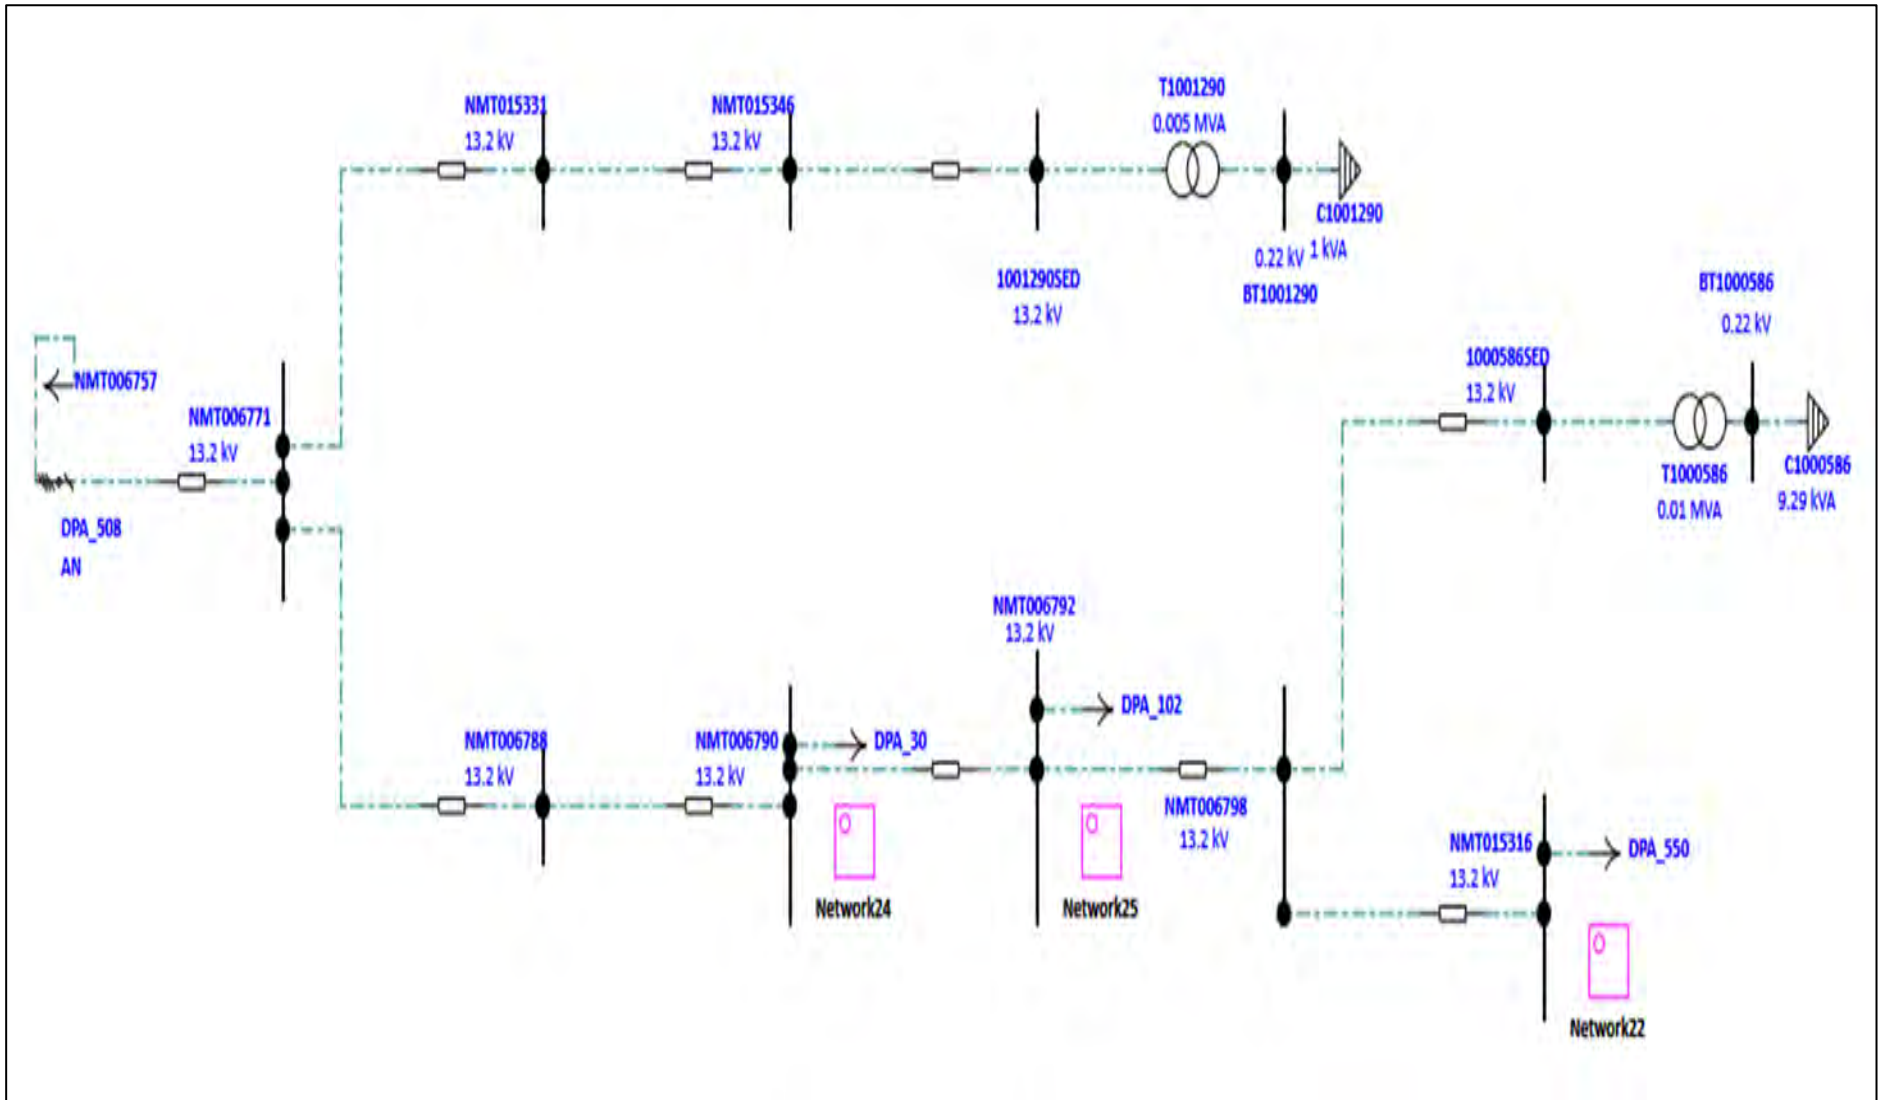 T1001290
0.005 MVA
NMT015331
13.2 kV
NMT015346
13.2 kV
C1001290
1 kVA
0.22 kV
BT1001290
1001290SED
13.2 kV
BT1000586
0.22 kV
1000586SED
13.2 kV
NMT006757
NMT006771
13.2 kV
T1000586
0.01 MVA
C1000586
9.29 kVA
DPA_508
AN
NMT006792
13.2 kV
DPA_102
NMT006788
13.2 kV
NMT006790
13.2 kV
DPA_30
NMT006798
13.2 kV
NMT015316
13.2 kV
DPA_550
Network24
Network25
Network22